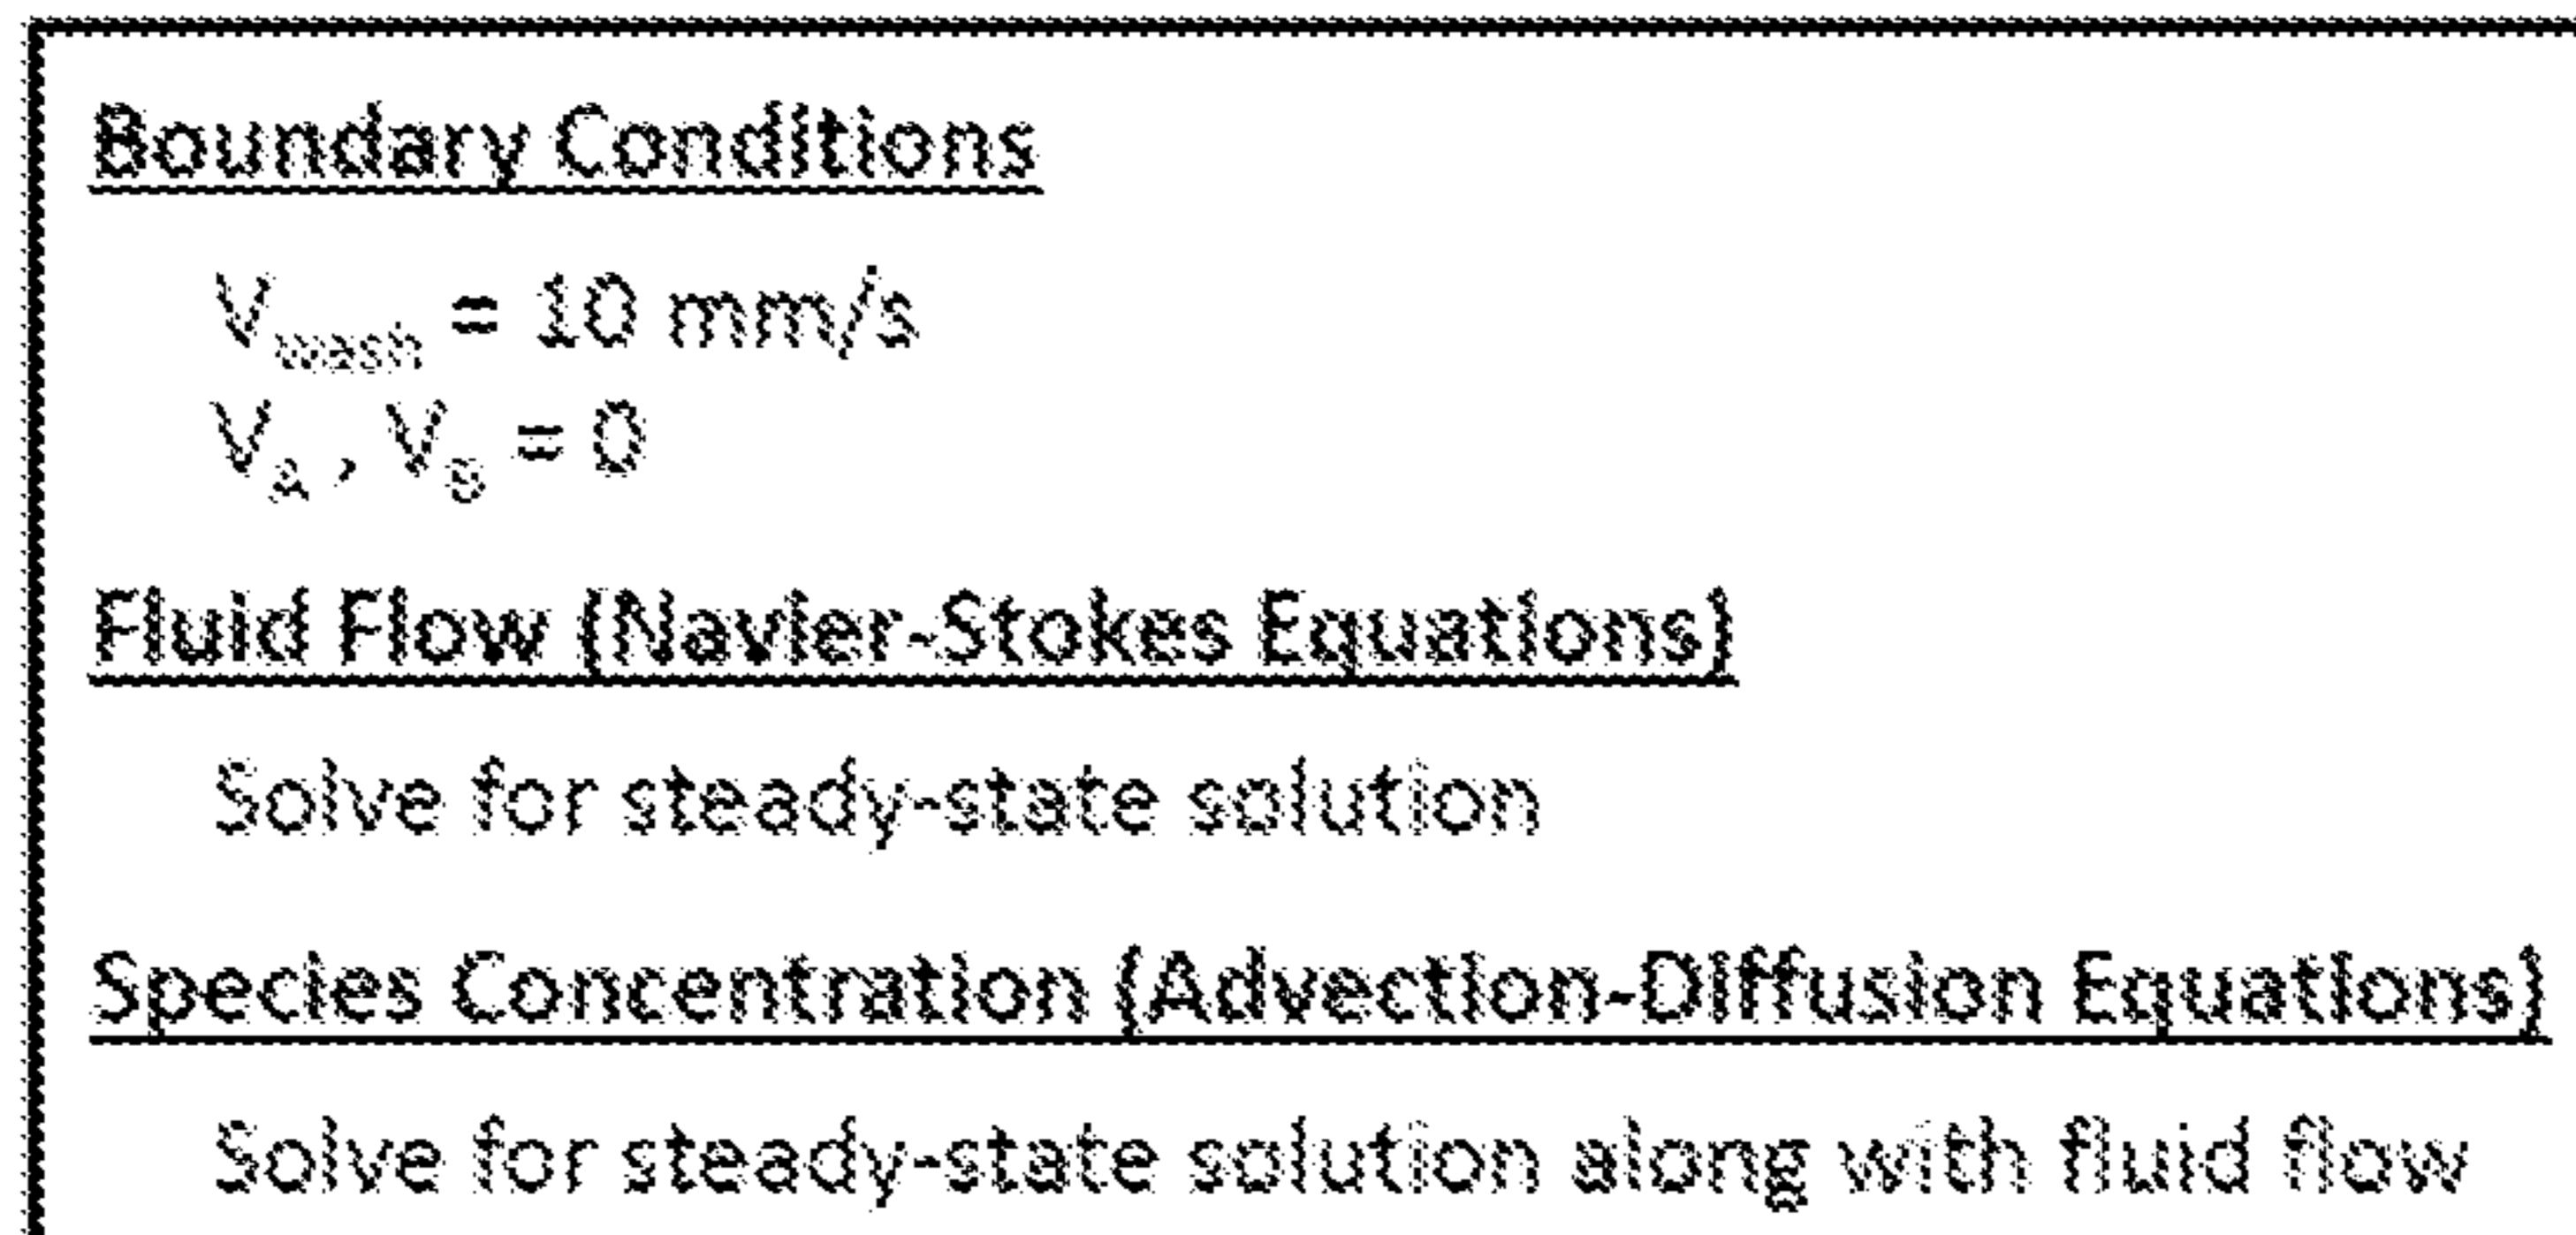 Boundary Conditions
V_wash = 10 mm/s
V_A , V_B = 0
Fluid Flow (Navier-Stokes Equations)
Solve for steady-state solution
Species Concentration (Advection-Diffusion Equations)
Solve for steady-state solution along with fluid flow